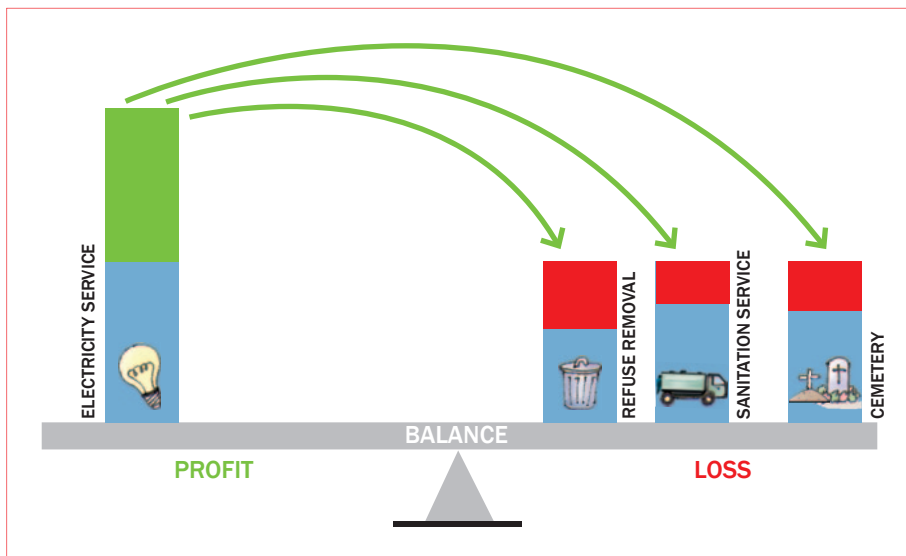 ELECTRICITY SERVICE
REFUSE REMOVAL
SANITATION SERVICE
CEMETERY
BALANCE
PROFIT
LOSS